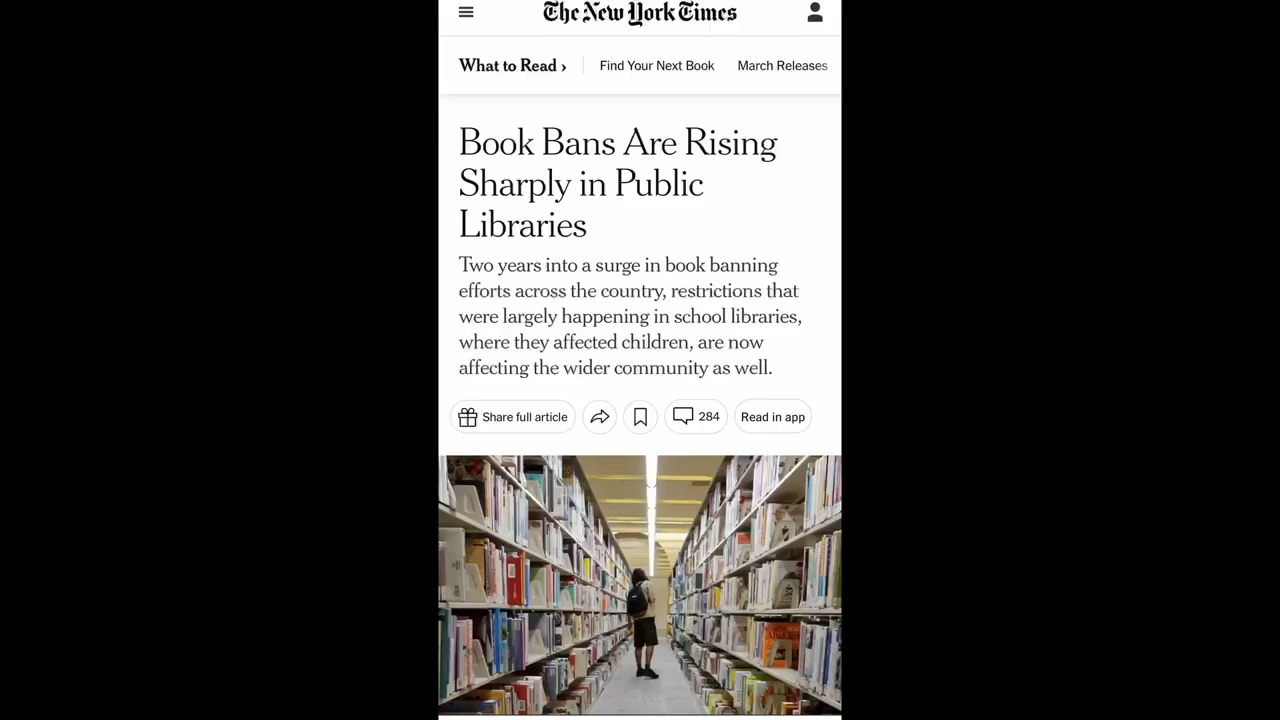 The New York Times
What to Read ›
Find Your Next Book
March Releases
Book Bans Are Rising
Sharply in Public
Libraries
Two years into a surge in book banning
efforts across the country, restrictions that
were largely happening in school libraries,
where they affected children, are now
affecting the wider community as well.
Share full article
284
Read in app